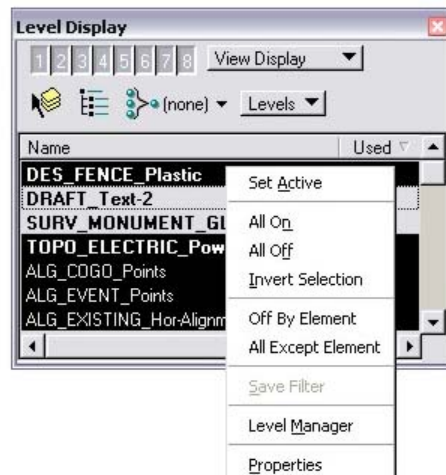 Level Display
1 2 3 4 5 6 7 8 View Display
(none) Levels
Name Used
DES_FENCE_Plastic
DRAFT_Text-2
SURV_MONUMENT_GL
TOPO_ELECTRIC_Pow
ALG_COGO_Points
ALG_EVENT_Points
ALG_EXISTING_Hor-Alignm
Set Active
All On
All Off
Invert Selection
Off By Element
All Except Element
Save Filter
Level Manager
Properties